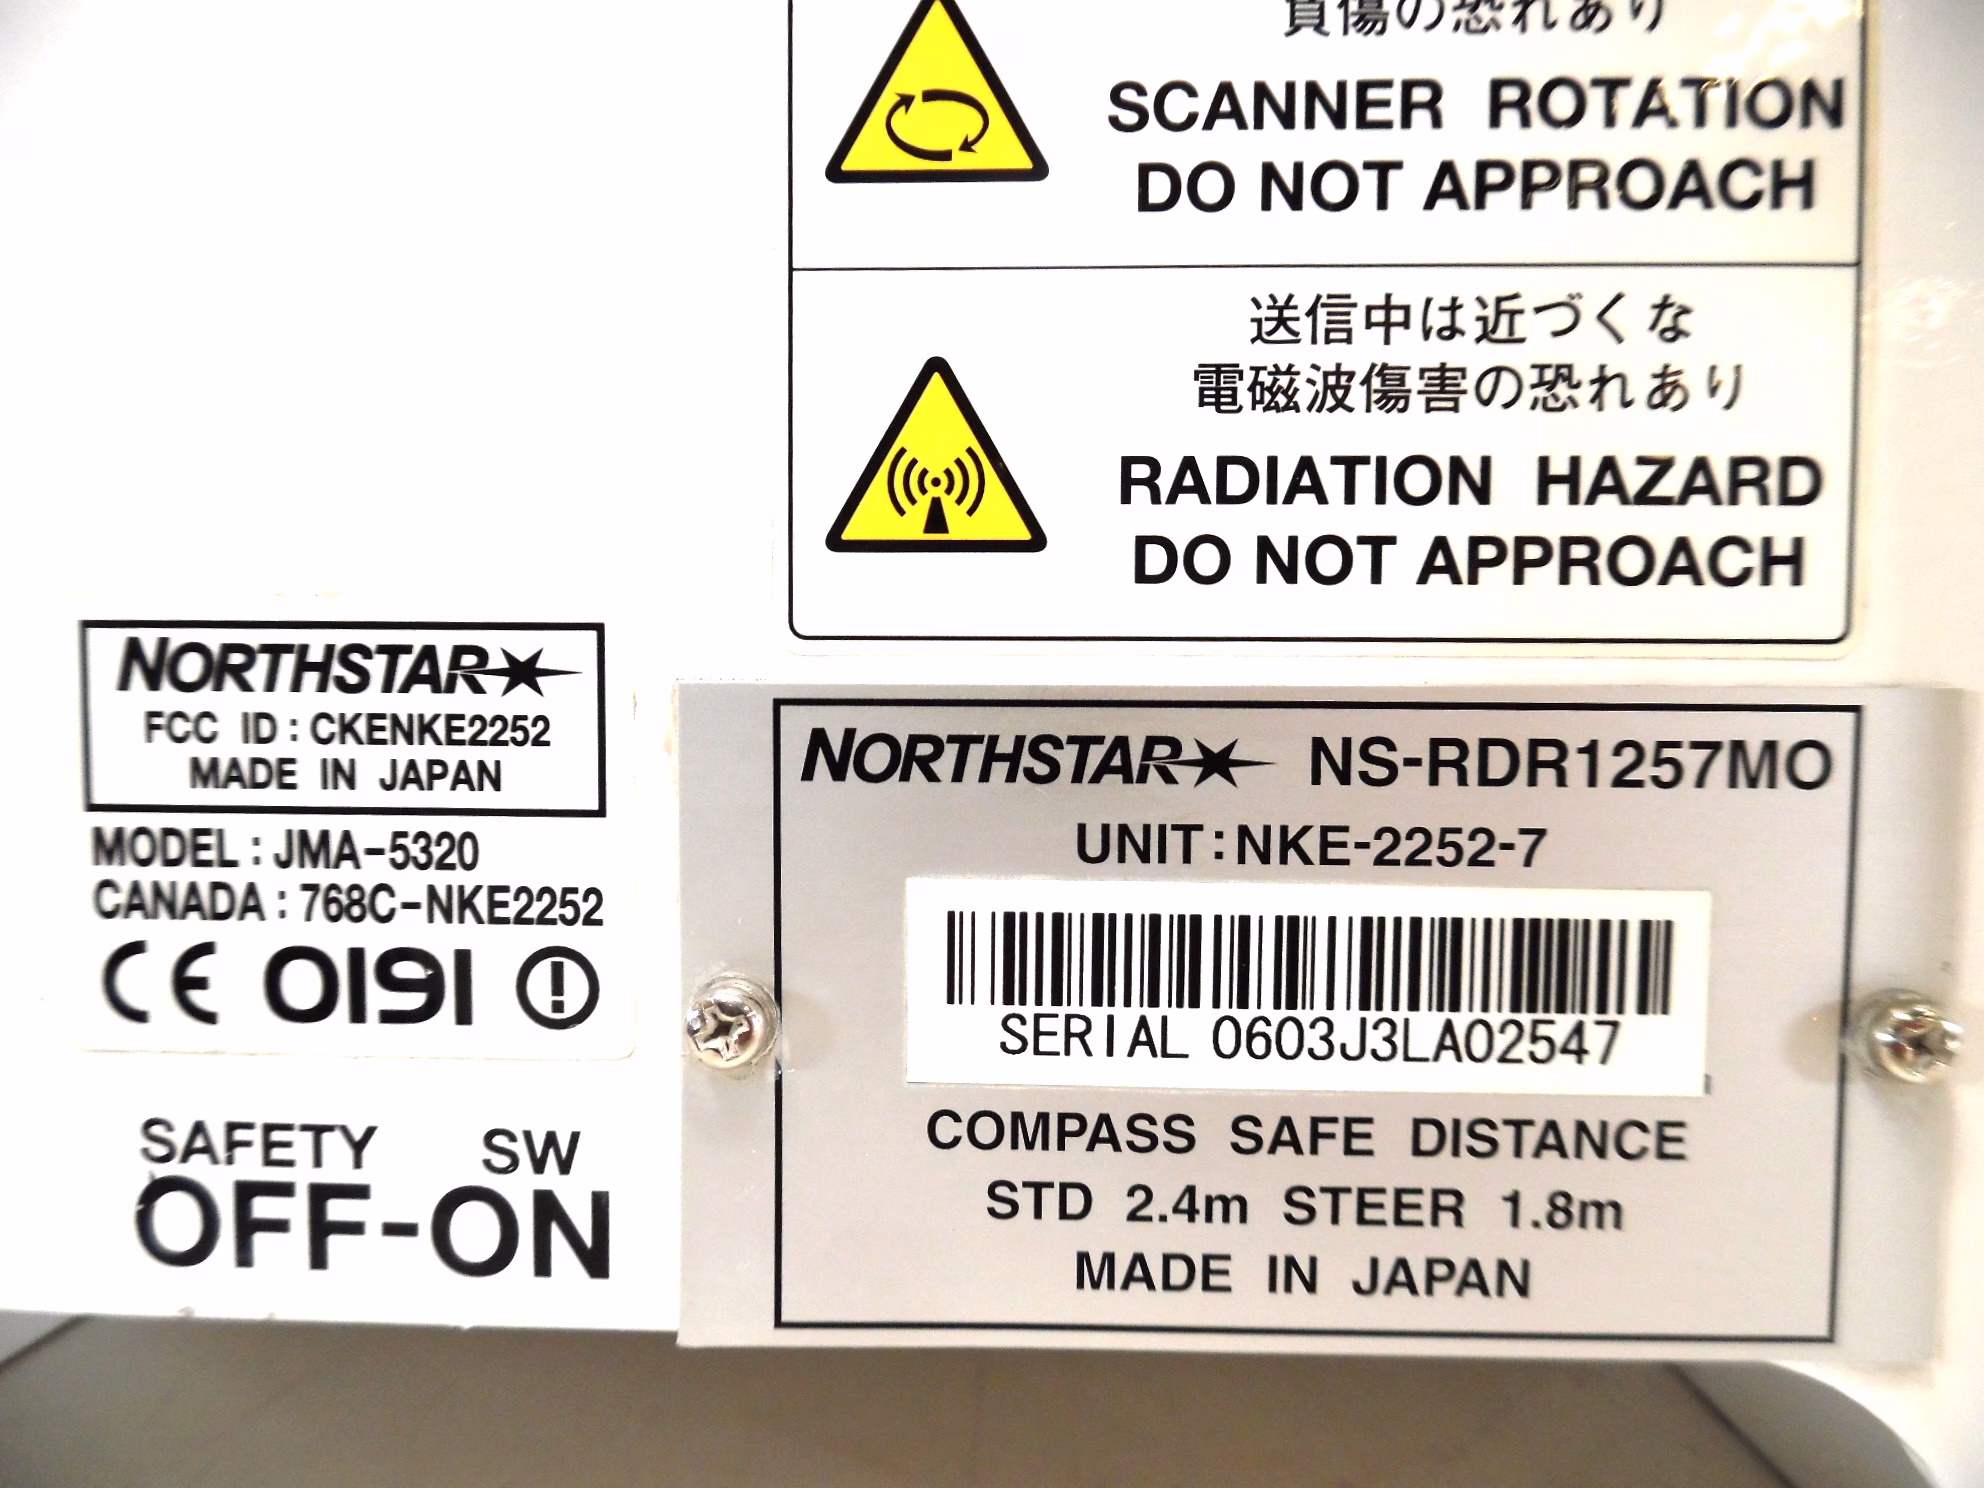 負傷の恐れあり
SCANNER ROTATION
DO NOT APPROACH
送信中は近づくな
電磁波傷害の恐れあり
RADIATION HAZARD
DO NOT APPROACH
NORTHSTAR
FCC ID : CKENKE2252
MADE IN JAPAN
MODEL : JMA-5320
CANADA : 768C-NKE2252
CE 0191
SAFETY SW
OFF-ON
NORTHSTAR NS-RDR1257MO
UNIT : NKE-2252-7
SERIAL 0603J3LA02547
COMPASS SAFE DISTANCE
STD 2.4m STEER 1.8m
MADE IN JAPAN